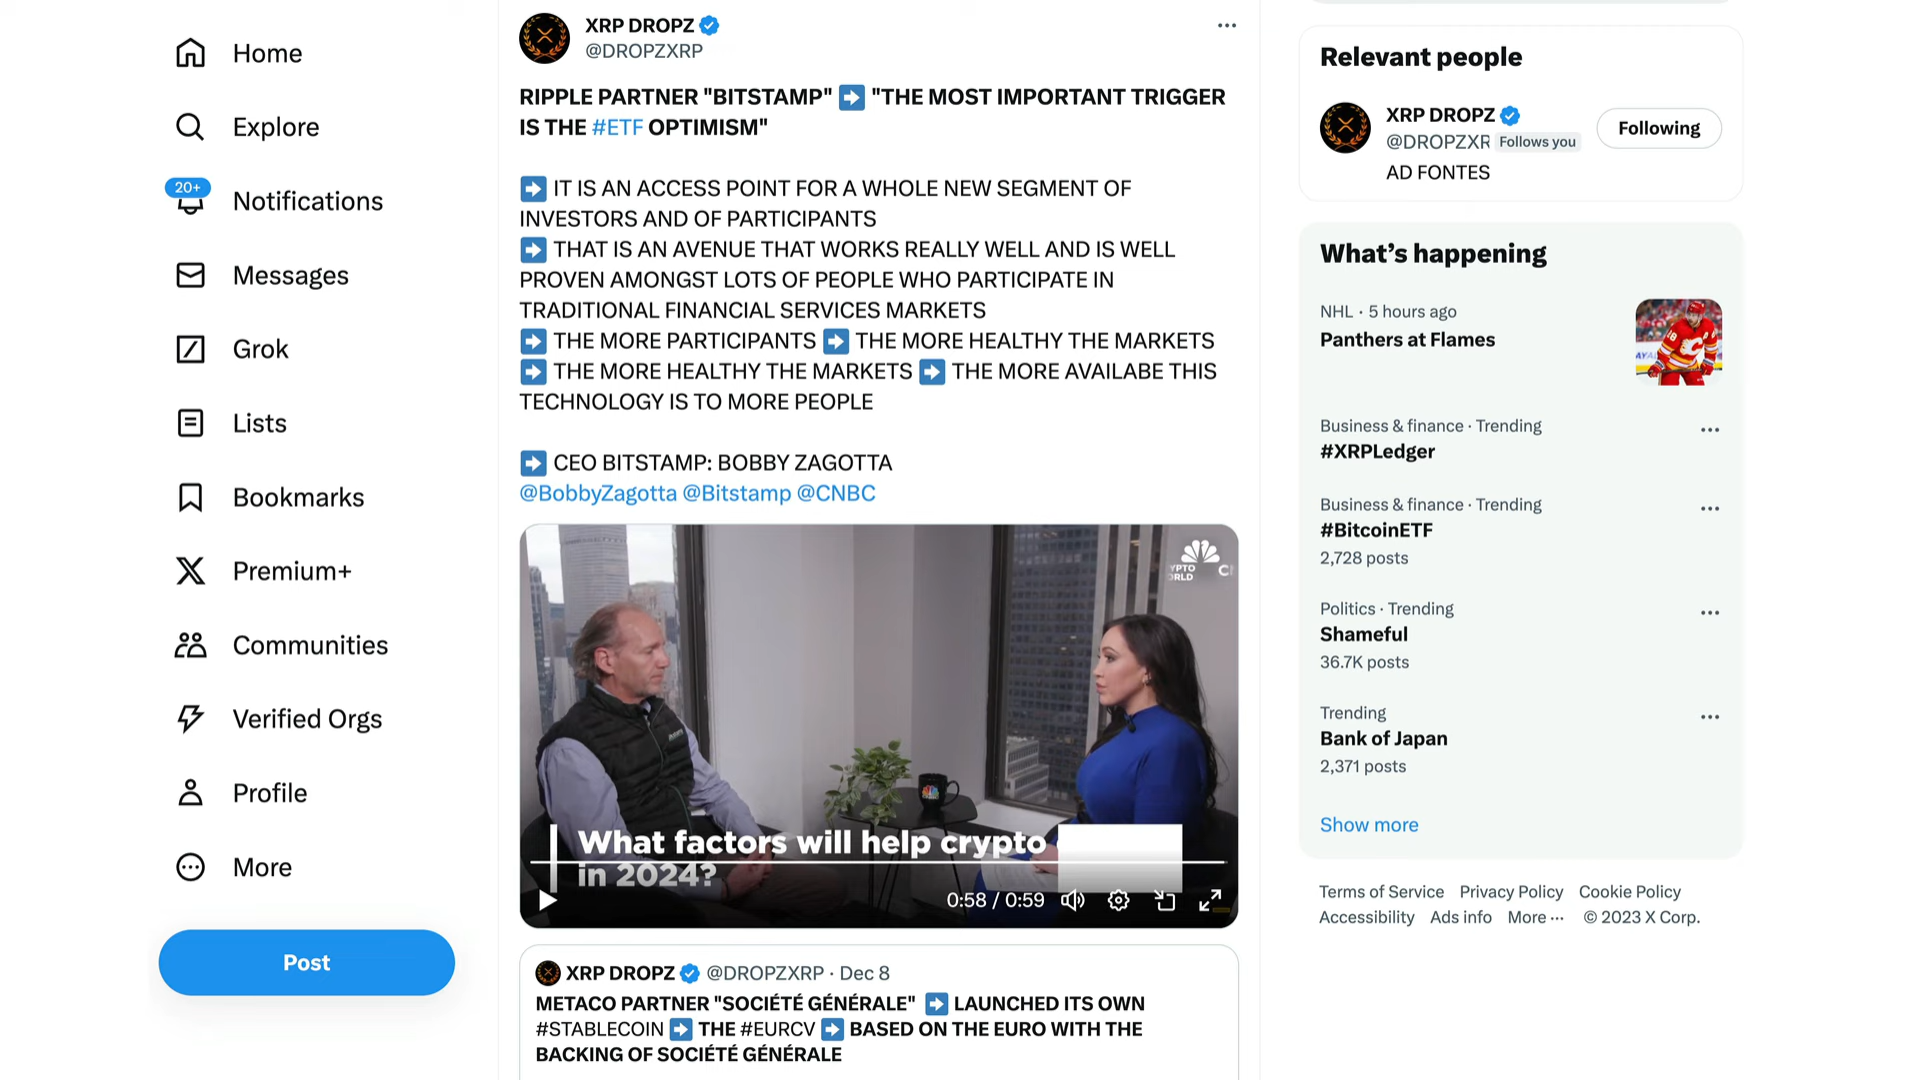 Home
Explore
20+
Notifications
Messages
Grok
Lists
Bookmarks
Premium+
Communities
Verified Orgs
Profile
More
Post
XRP DROPZ
@DROPZXRP
RIPPLE PARTNER "BITSTAMP" ➡ "THE MOST IMPORTANT TRIGGER
IS THE #ETF OPTIMISM"
➡ IT IS AN ACCESS POINT FOR A WHOLE NEW SEGMENT OF
INVESTORS AND OF PARTICIPANTS
➡ THAT IS AN AVENUE THAT WORKS REALLY WELL AND IS WELL
PROVEN AMONGST LOTS OF PEOPLE WHO PARTICIPATE IN
TRADITIONAL FINANCIAL SERVICES MARKETS
➡ THE MORE PARTICIPANTS ➡ THE MORE HEALTHY THE MARKETS
➡ THE MORE HEALTHY THE MARKETS ➡ THE MORE AVAILABE THIS
TECHNOLOGY IS TO MORE PEOPLE
➡ CEO BITSTAMP: BOBBY ZAGOTTA
@BobbyZagotta @Bitstamp @CNBC
YPTO
ORLD
What factors will help crypto
in 2024?
0:58 / 0:59
XRP DROPZ @DROPZXRP · Dec 8
METACO PARTNER "SOCIÉTÉ GÉNÉRALE" ➡ LAUNCHED ITS OWN
#STABLECOIN ➡ THE #EURCV ➡ BASED ON THE EURO WITH THE
BACKING OF SOCIÉTÉ GÉNÉRALE
Relevant people
XRP DROPZ
@DROPZXR Follows you
Following
AD FONTES
What's happening
NHL · 5 hours ago
Panthers at Flames
Business & finance · Trending
#XRPLedger
Business & finance · Trending
#BitcoinETF
2,728 posts
Politics · Trending
Shameful
36.7K posts
Trending
Bank of Japan
2,371 posts
Show more
Terms of Service Privacy Policy Cookie Policy
Accessibility Ads info More ··· © 2023 X Corp.